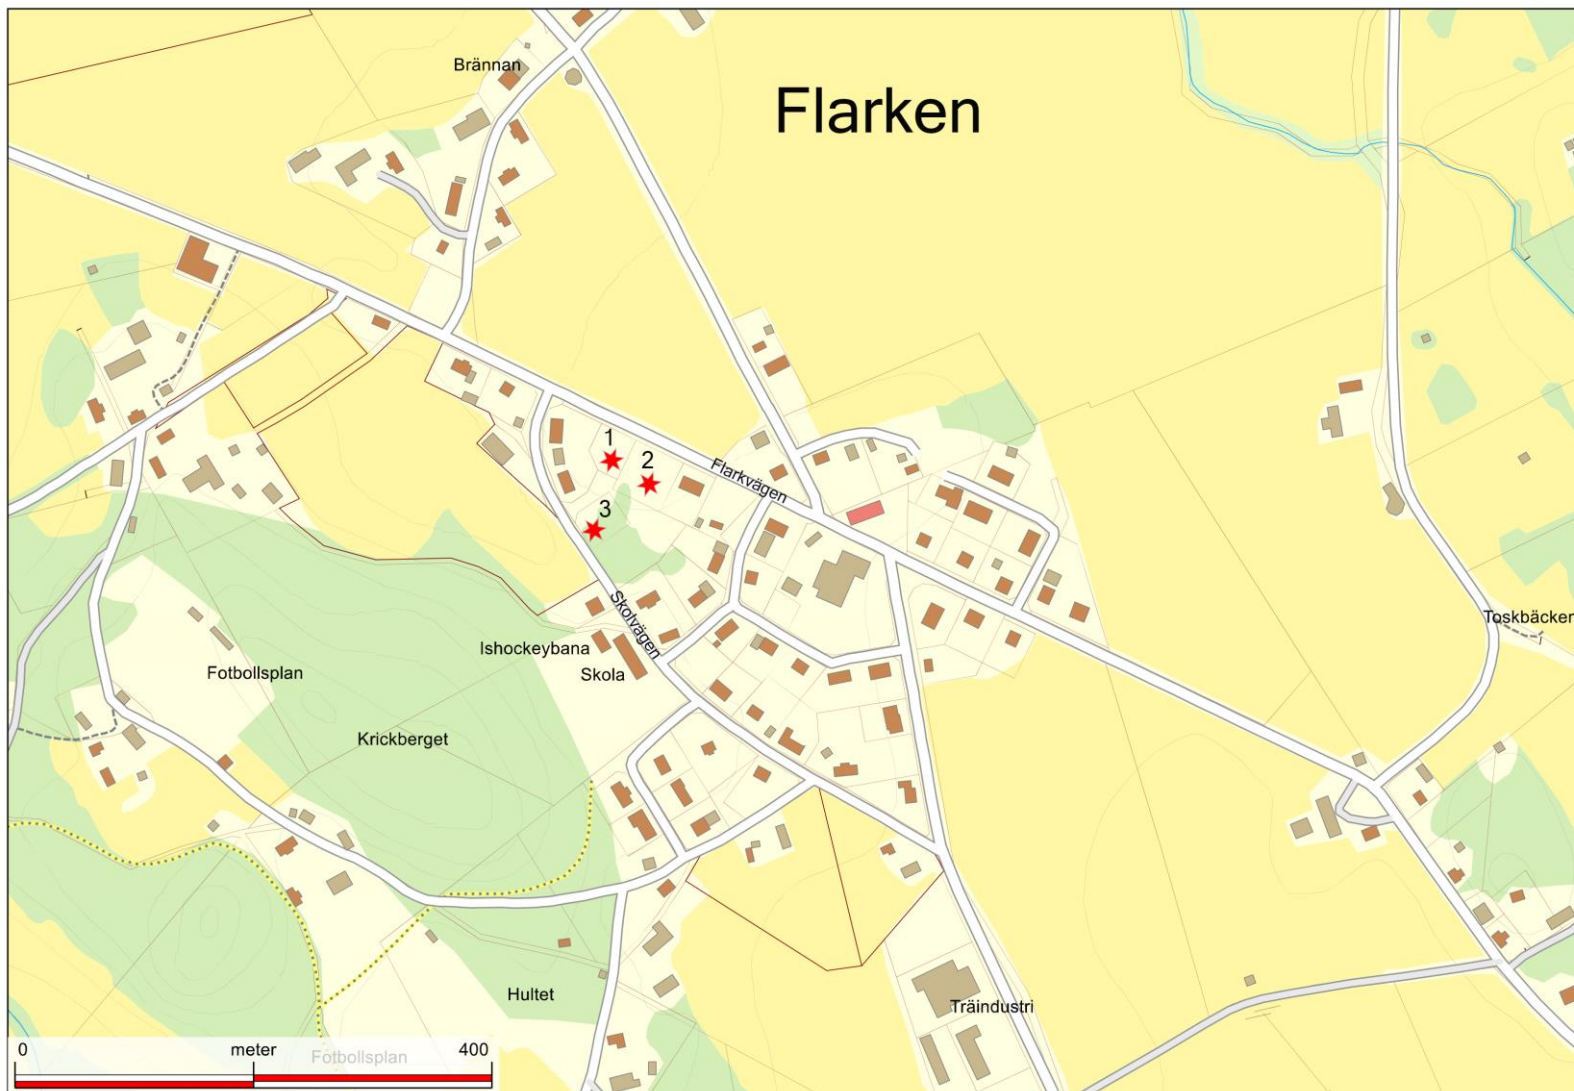 Brännan
Flarken
1
2
3
Flarkvägen
Skolvägen
Toskbäcken
Ishockeybana
Skola
Fotbollsplan
Krickberget
Hultet
Träindustri
0 meter 400
Fotbollsplan